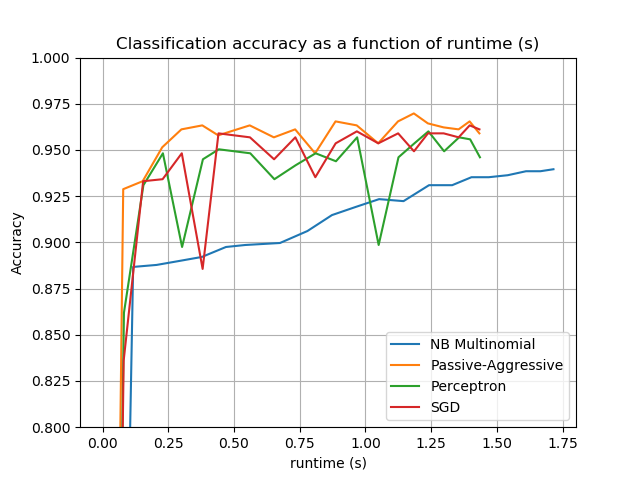 Classification accuracy as a function of runtime (s)
1.000
0.975
0.950
0.925
0.900
0.875
0.850
0.825
0.800
Accuracy
0.00 0.25 0.50 0.75 1.00 1.25 1.50 1.75
runtime (s)
NB Multinomial
Passive-Aggressive
Perceptron
SGD